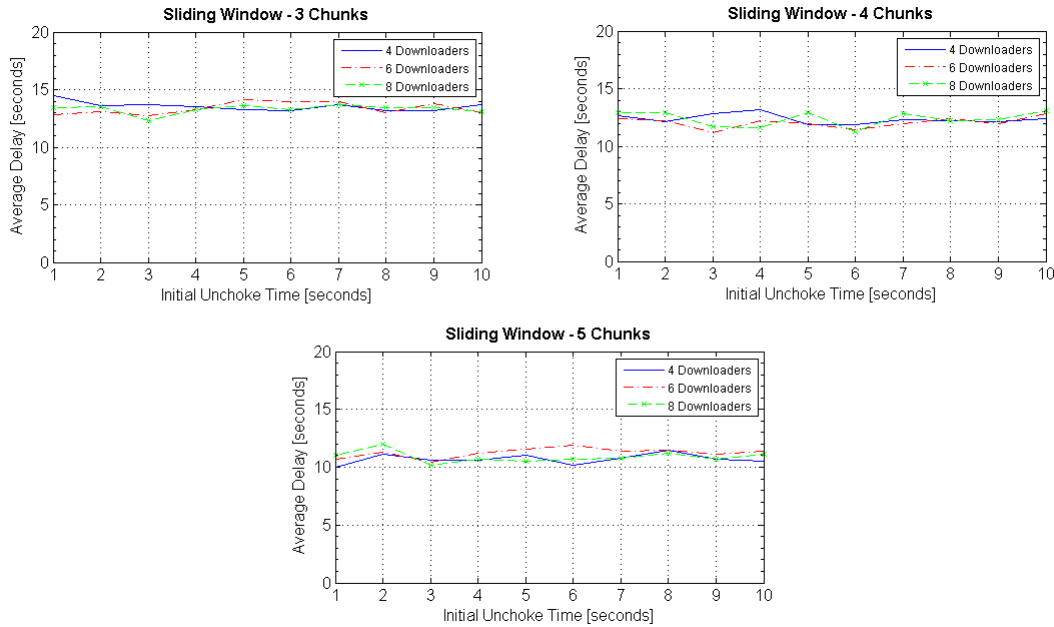 Sliding Window - 3 Chunks
20
15
10
5
0
Average Delay [seconds]
4 Downloaders
6 Downloaders
8 Downloaders
1 2 3 4 5 6 7 8 9 10
Initial Unchoke Time [seconds]
Sliding Window - 4 Chunks
20
15
10
5
0
Average Delay [seconds]
4 Downloaders
6 Downloaders
8 Downloaders
1 2 3 4 5 6 7 8 9 10
Initial Unchoke Time [seconds]
Sliding Window - 5 Chunks
20
15
10
5
0
Average Delay [seconds]
4 Downloaders
6 Downloaders
8 Downloaders
1 2 3 4 5 6 7 8 9 10
Initial Unchoke Time [seconds]